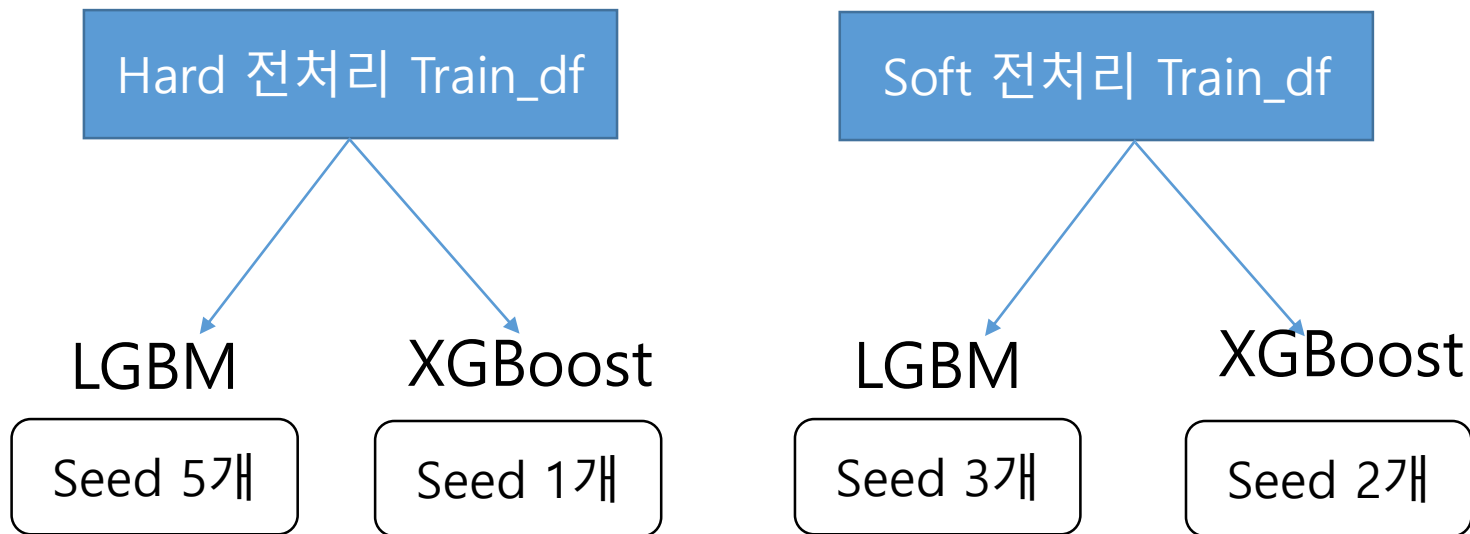 Hard 전처리 Train_df
Soft 전처리 Train_df
LGBM
XGBoost
LGBM
XGBoost
Seed 5개
Seed 1개
Seed 3개
Seed 2개